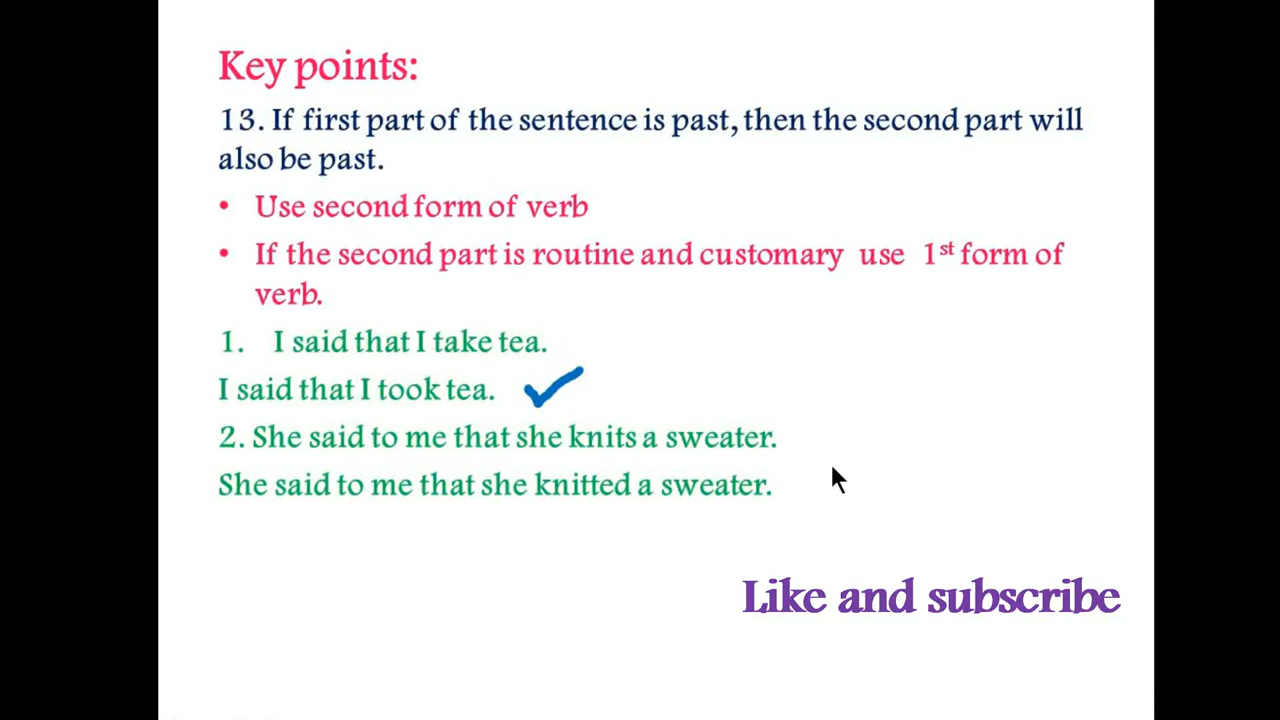 Key points:
13. If first part of the sentence is past, then the second part will
also be past.
• Use second form of verb
• If the second part is routine and customary use 1st form of
verb.
1. I said that I take tea.
I said that I took tea.
2. She said to me that she knits a sweater.
She said to me that she knitted a sweater.
Like and subscribe